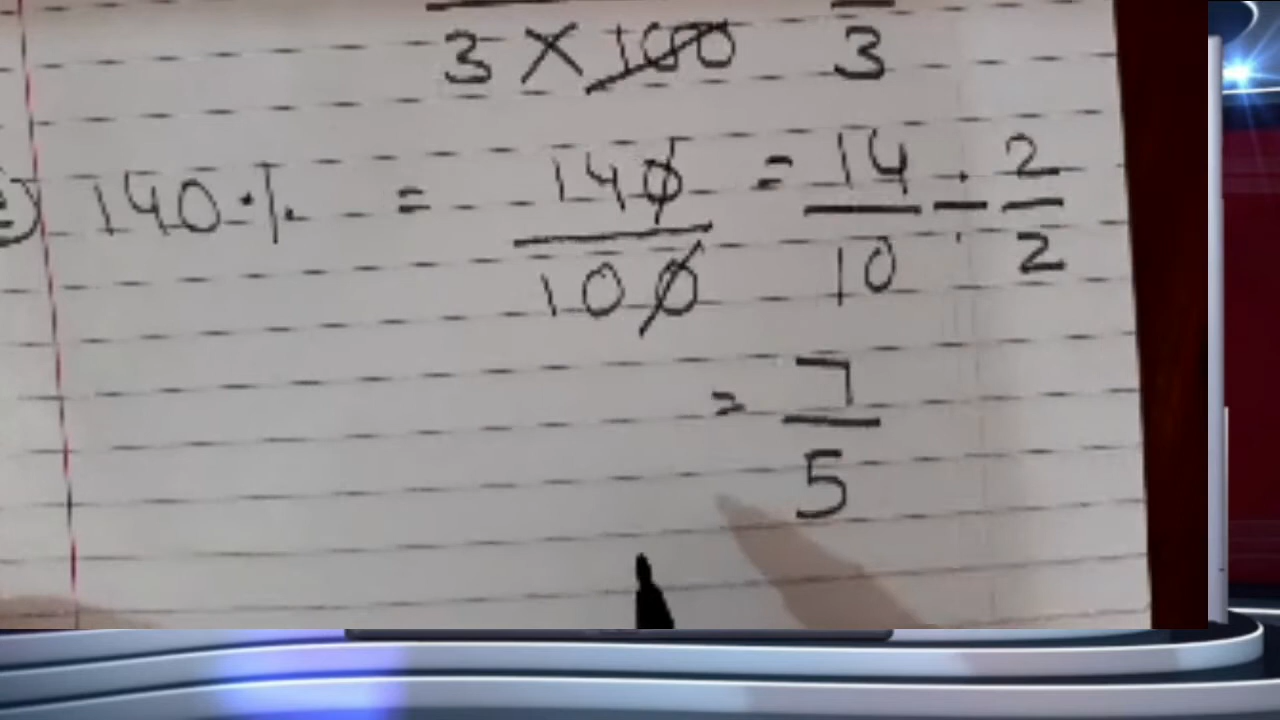 3 × 100 3
140% = 140/100 = 14/10 ÷ 2/2
= 7/5